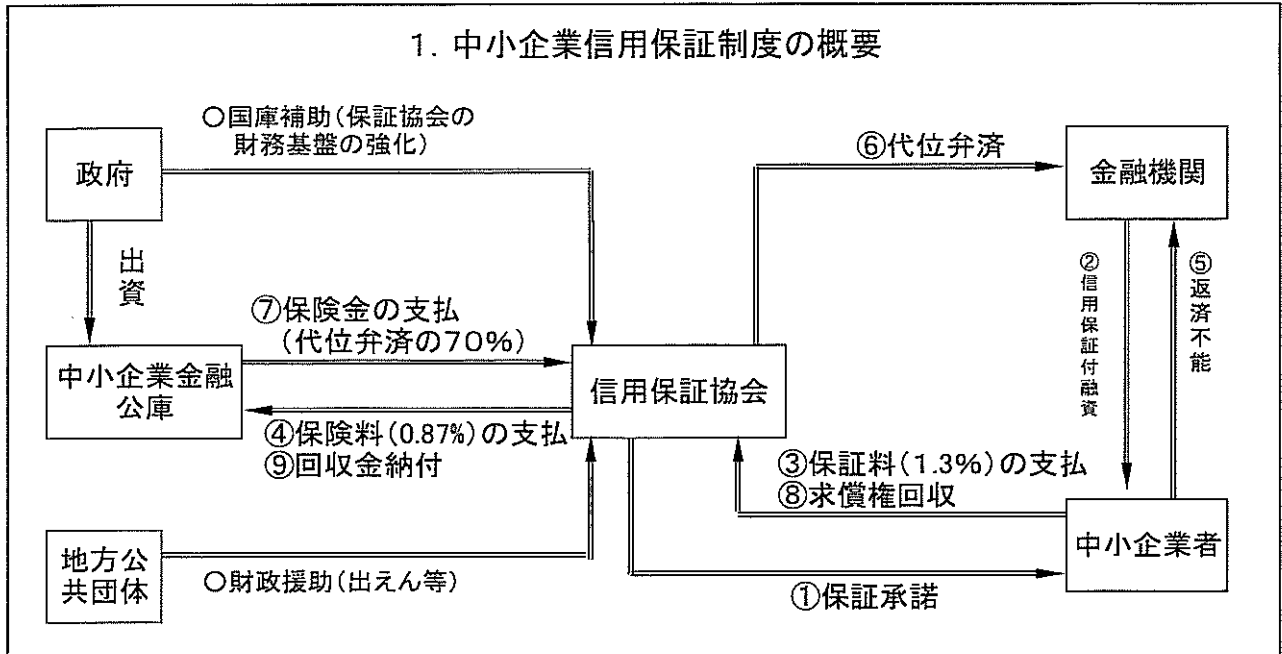 1. 中小企業信用保証制度の概要
○国庫補助(保証協会の
財務基盤の強化)
政府
⑥代位弁済
金融機関
出資
②信用保証付融資
⑤返済不能
⑦保険金の支払
(代位弁済の70%)
中小企業金融
公庫
信用保証協会
④保険料(0.87%)の支払
⑨回収金納付
③保証料(1.3%)の支払
⑧求償権回収
中小企業者
地方公
共団体
○財政援助(出えん等)
①保証承諾